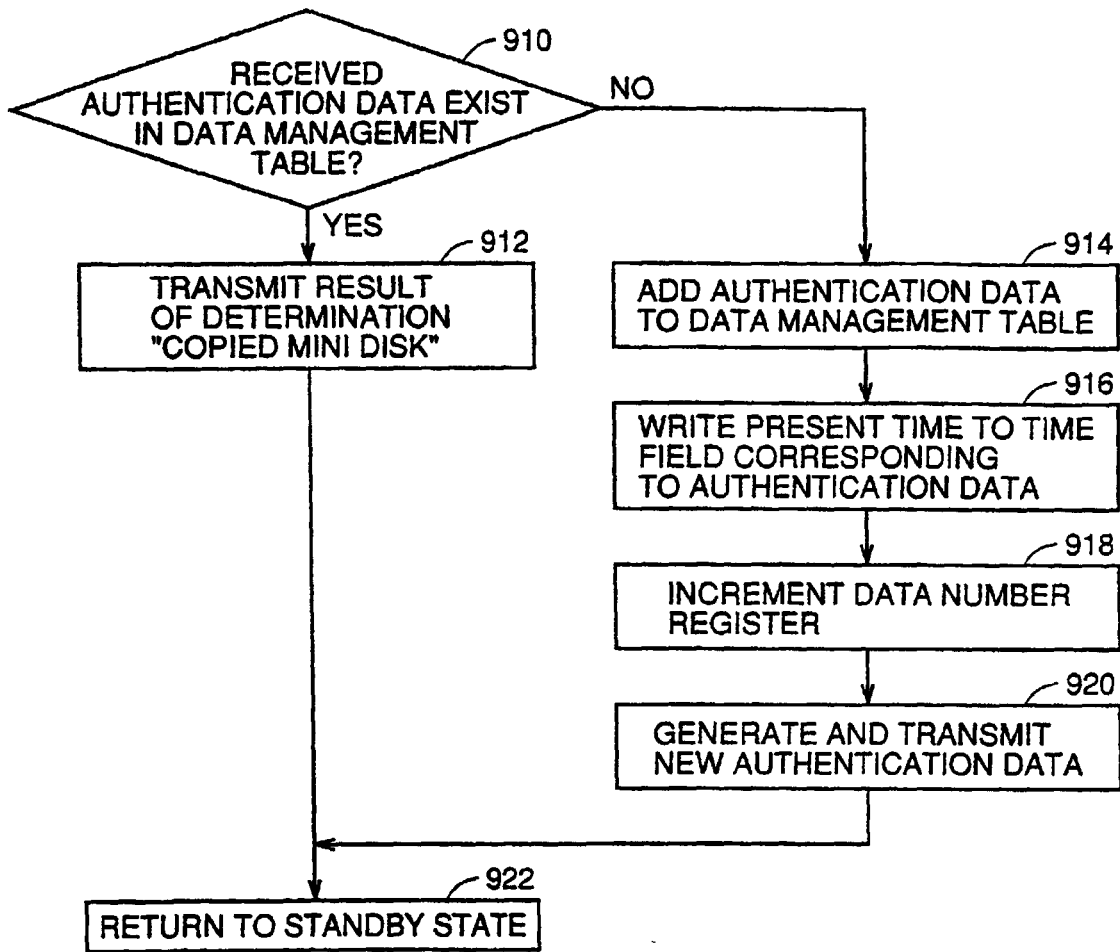 910
RECEIVED
AUTHENTICATION DATA EXIST
IN DATA MANAGEMENT
TABLE?
NO
YES
912
TRANSMIT RESULT
OF DETERMINATION
"COPIED MINI DISK"
914
ADD AUTHENTICATION DATA
TO DATA MANAGEMENT TABLE
916
WRITE PRESENT TIME TO TIME
FIELD CORRESPONDING
TO AUTHENTICATION DATA
918
INCREMENT DATA NUMBER
REGISTER
920
GENERATE AND TRANSMIT
NEW AUTHENTICATION DATA
922
RETURN TO STANDBY STATE